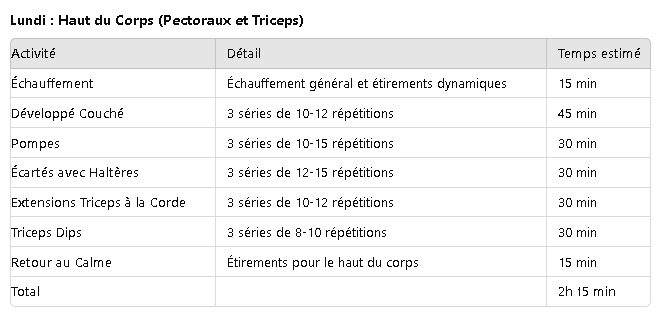 Lundi : Haut du Corps (Pectoraux et Triceps)
Activité Détail Temps estimé
Échauffement Échauffement général et étirements dynamiques 15 min
Développé Couché 3 séries de 10-12 répétitions 45 min
Pompes 3 séries de 10-15 répétitions 30 min
Écartés avec Haltères 3 séries de 12-15 répétitions 30 min
Extensions Triceps à la Corde 3 séries de 10-12 répétitions 30 min
Triceps Dips 3 séries de 8-10 répétitions 30 min
Retour au Calme Étirements pour le haut du corps 15 min
Total 2h 15 min